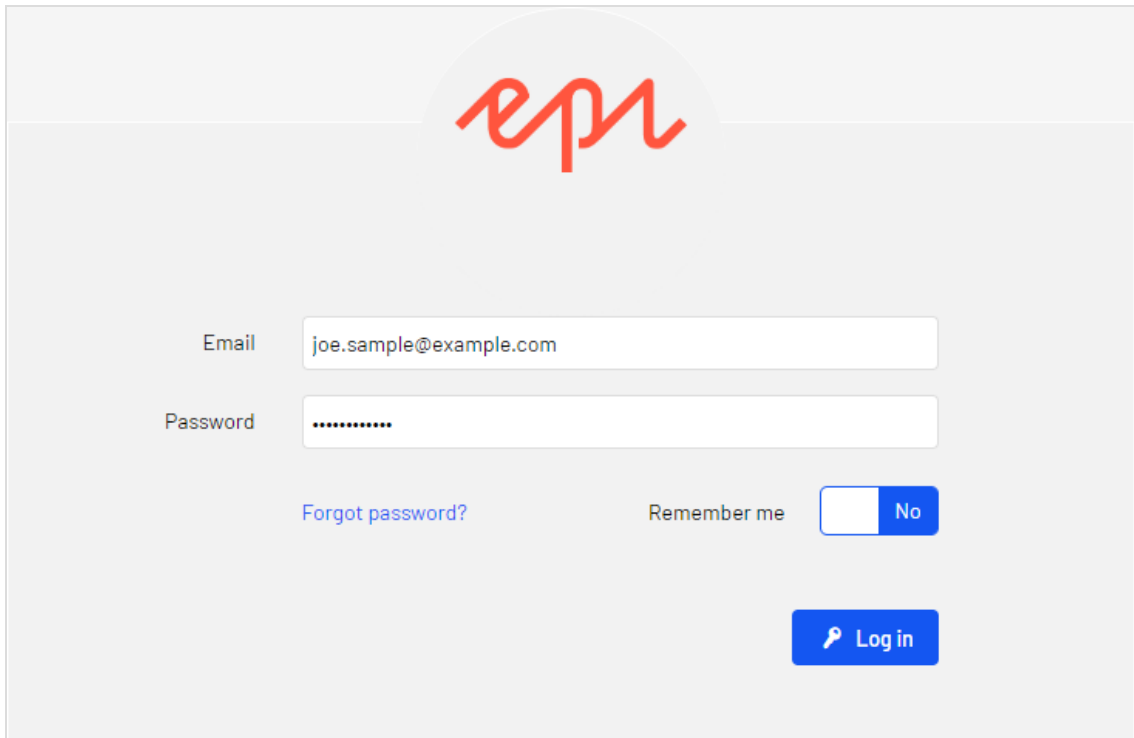 epi
Email
joe.sample@example.com
Password
••••••••••••
Forgot password?
Remember me
No
Log in